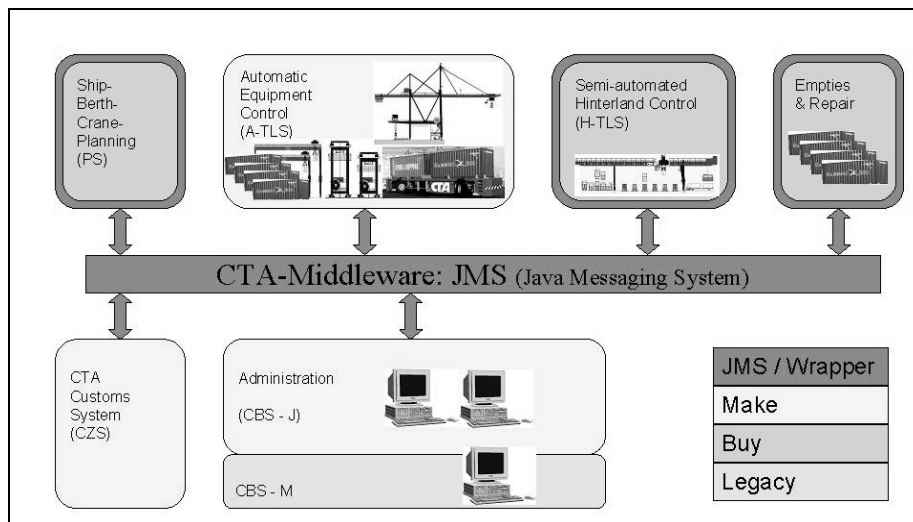 Ship-
Berth-
Crane-
Planning
(PS)
Automatic
Equipment
Control
(A-TLS)
CTA
Semi-automated
Hinterland Control
(H-TLS)
Empties
& Repair
CTA-Middleware: JMS (Java Messaging System)
CTA
Customs
System
(CZS)
Administration
(CBS - J)
CBS - M
JMS / Wrapper
Make
Buy
Legacy